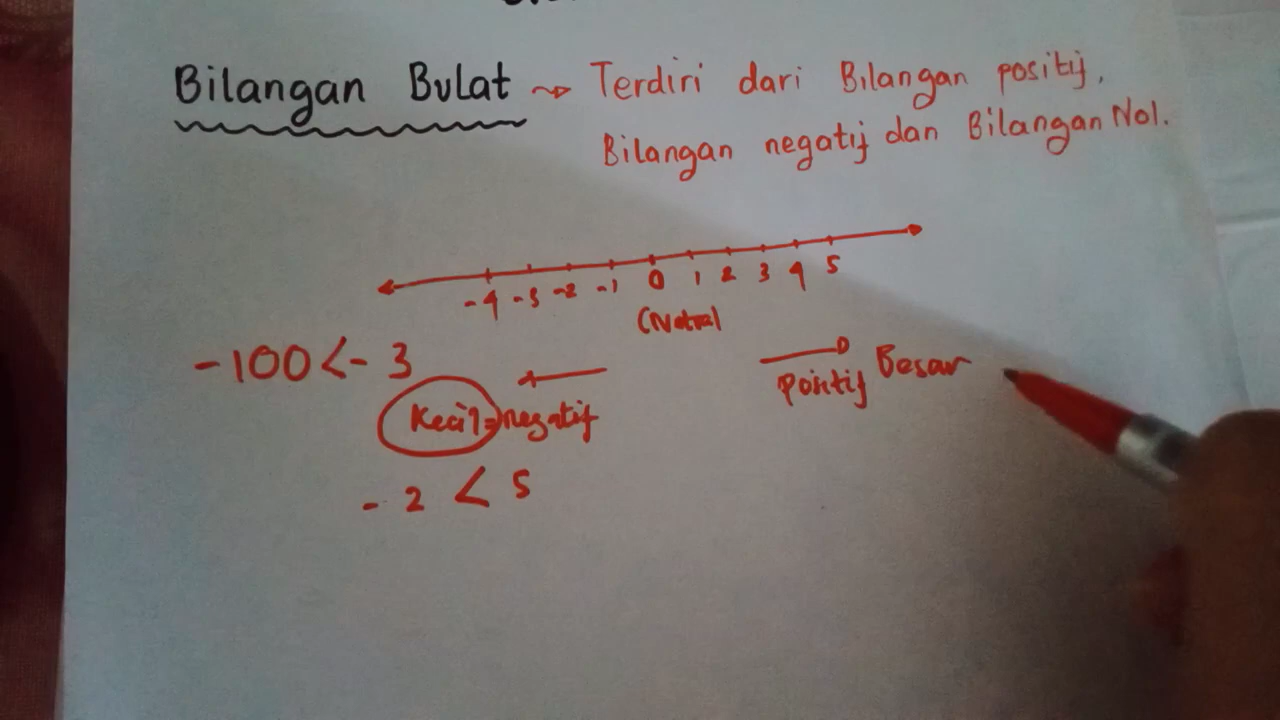 Bilangan Bulat ⤳ Terdiri dari Bilangan positif,
Bilangan negatif dan Bilangan Nol.
-4 -3 -2 -1 0 1 2 3 4 5
-100 < -3
Kecil = negatif
positif Besar
-2 < 5